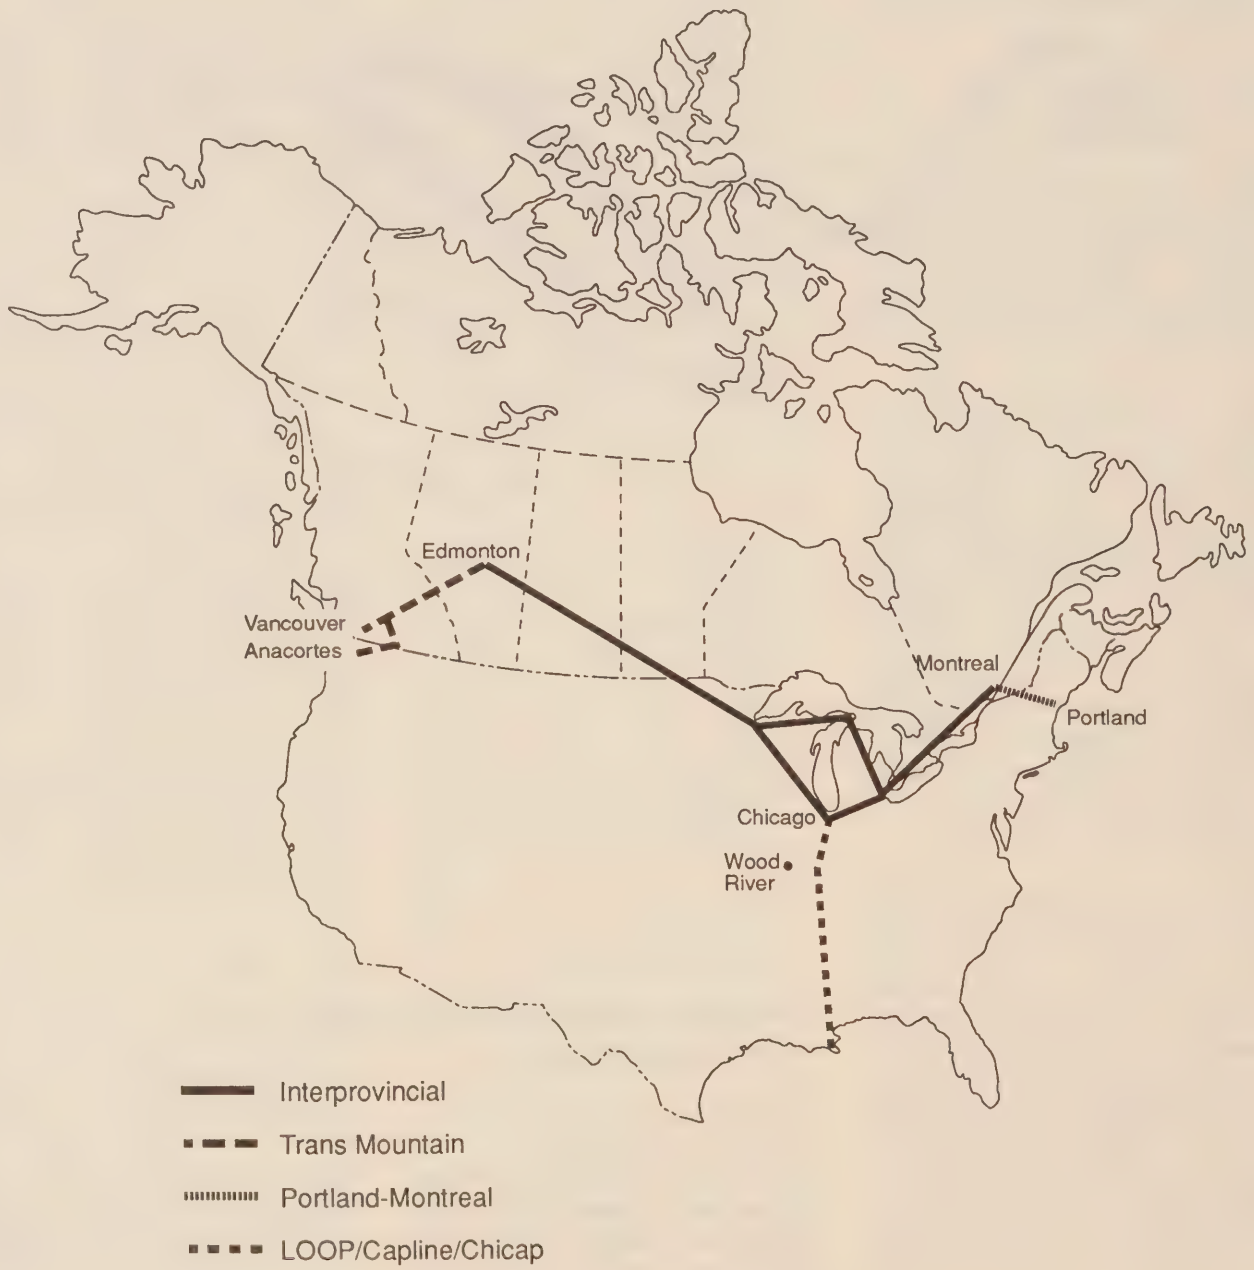 Edmonton
Vancouver
Anacortes
Montreal
Portland
Chicago
Wood
River
Interprovincial
Trans Mountain
Portland-Montreal
LOOP/Capline/Chicap